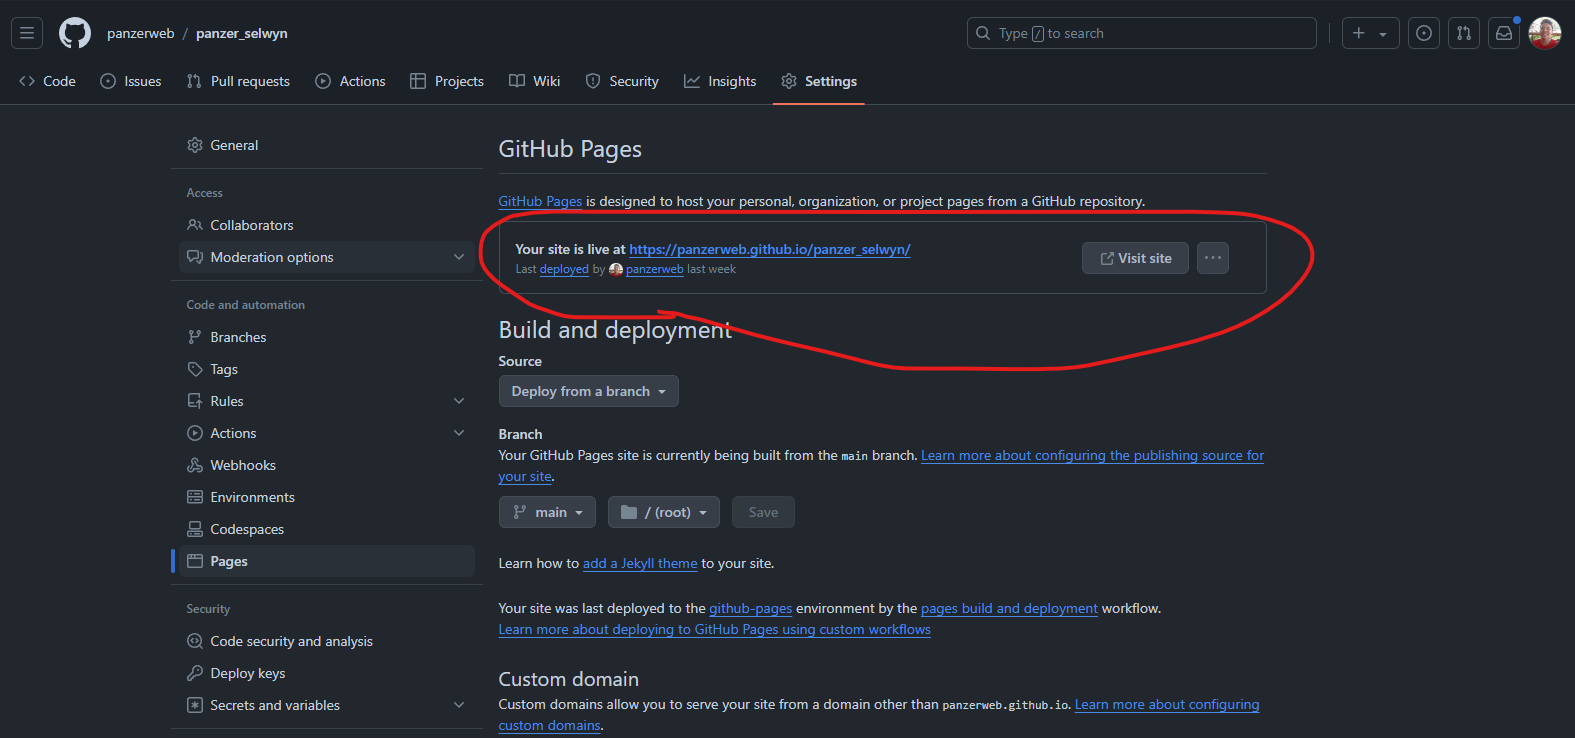 panzerweb / panzer_selwyn
Type / to search
Code
Issues
Pull requests
Actions
Projects
Wiki
Security
Insights
Settings
General
Access
Collaborators
Moderation options
Code and automation
Branches
Tags
Rules
Actions
Webhooks
Environments
Codespaces
Pages
Security
Code security and analysis
Deploy keys
Secrets and variables
GitHub Pages
GitHub Pages is designed to host your personal, organization, or project pages from a GitHub repository.
Your site is live at https://panzerweb.github.io/panzer_selwyn/
Last deployed by panzerweb last week
Visit site
Build and deployment
Source
Deploy from a branch
Branch
Your GitHub Pages site is currently being built from the main branch. Learn more about configuring the publishing source for
your site.
main
/ (root)
Save
Learn how to add a Jekyll theme to your site.
Your site was last deployed to the github-pages environment by the pages build and deployment workflow.
Learn more about deploying to GitHub Pages using custom workflows
Custom domain
Custom domains allow you to serve your site from a domain other than panzerweb.github.io. Learn more about configuring
custom domains.